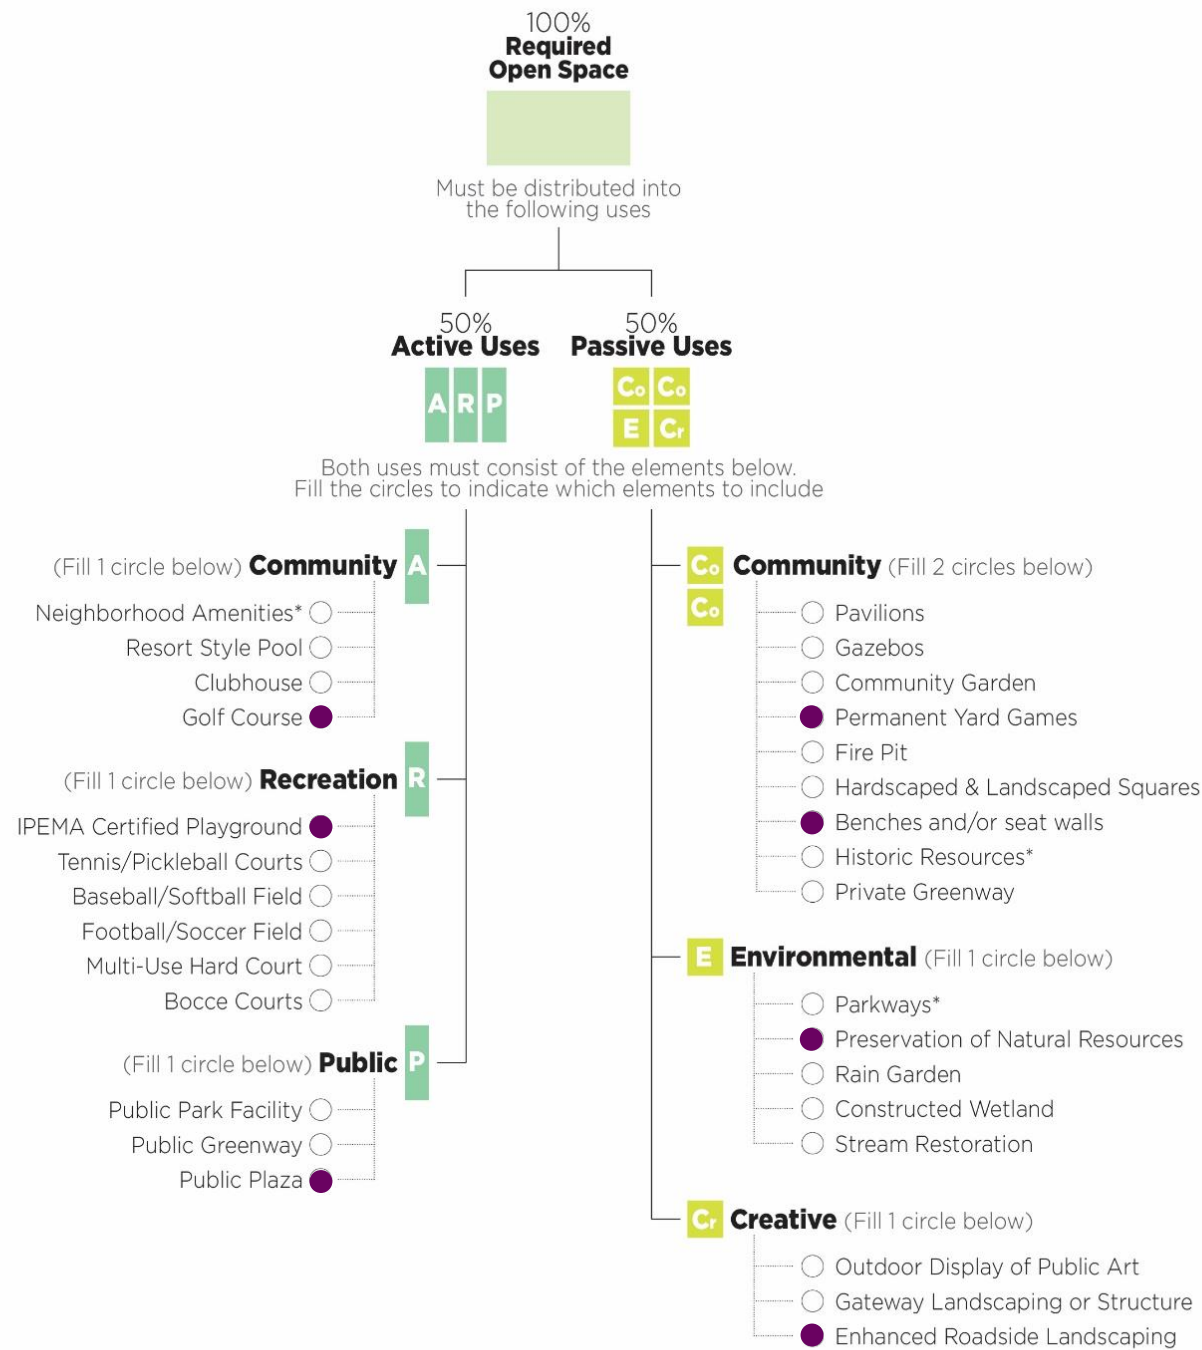 100%
Required
Open Space
Must be distributed into
the following uses
50%
Active Uses
A R P
50%
Passive Uses
Co Co
E Cr
Both uses must consist of the elements below.
Fill the circles to indicate which elements to include
(Fill 1 circle below) Community A
Neighborhood Amenities*
Resort Style Pool
Clubhouse
Golf Course
(Fill 1 circle below) Recreation R
IPEMA Certified Playground
Tennis/Pickleball Courts
Baseball/Softball Field
Football/Soccer Field
Multi-Use Hard Court
Bocce Courts
(Fill 1 circle below) Public P
Public Park Facility
Public Greenway
Public Plaza
Co Community (Fill 2 circles below)
Co
Pavilions
Gazebos
Community Garden
Permanent Yard Games
Fire Pit
Hardscaped & Landscaped Squares
Benches and/or seat walls
Historic Resources*
Private Greenway
E Environmental (Fill 1 circle below)
Parkways*
Preservation of Natural Resources
Rain Garden
Constructed Wetland
Stream Restoration
Cr Creative (Fill 1 circle below)
Outdoor Display of Public Art
Gateway Landscaping or Structure
Enhanced Roadside Landscaping